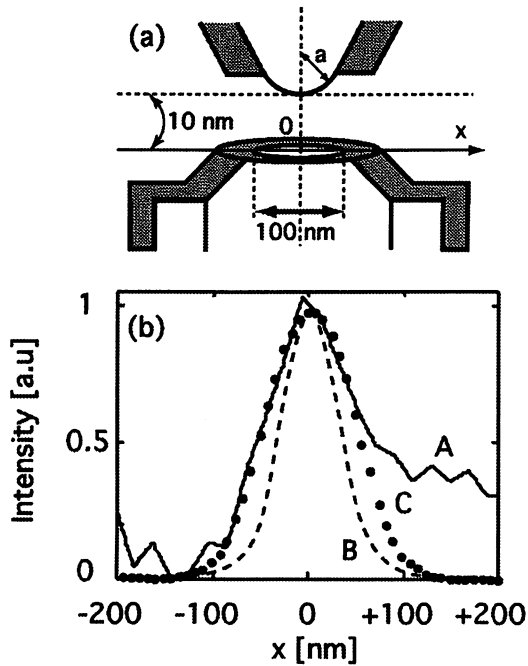 (a)
a
10 nm
0
x
100 nm
(b)
1
0.5
0
Intensity [a.u]
A
C
B
-200
-100
0
+100
+200
x [nm]